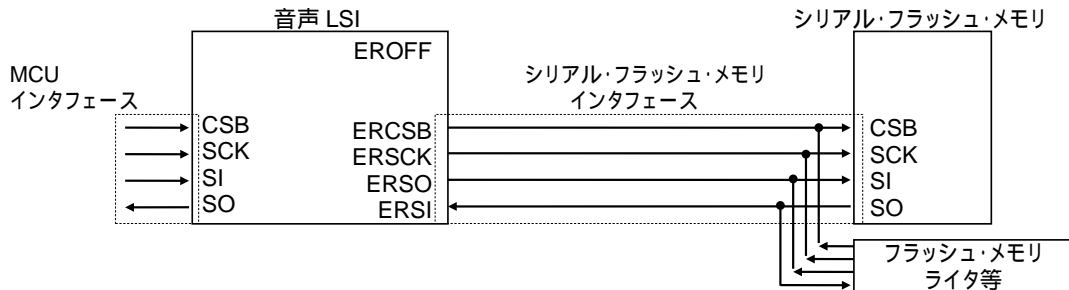 音声 LSI
シリアル・フラッシュ・メモリ
EROFF
MCU
インタフェース
シリアル・フラッシュ・メモリ
インタフェース
CSB
SCK
SI
SO
ERCSB
ERSCK
ERSO
ERSI
CSB
SCK
SI
SO
フラッシュ・メモリ
ライタ等